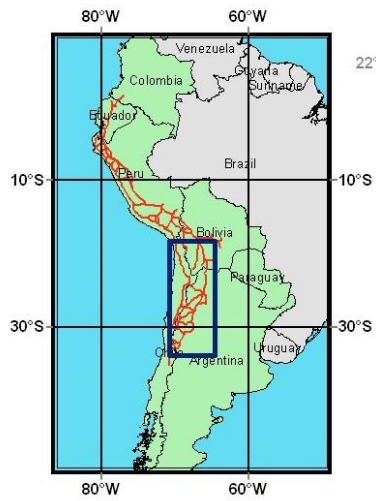 80°W 60°W
Venezuela
Guyana
22°
Suriname
Colombia
Ecuador
Brazil
10°S 10°S
Peru
Bolivia
Paraguay
30°S 30°S
Uruguay
Argentina
80°W 60°W